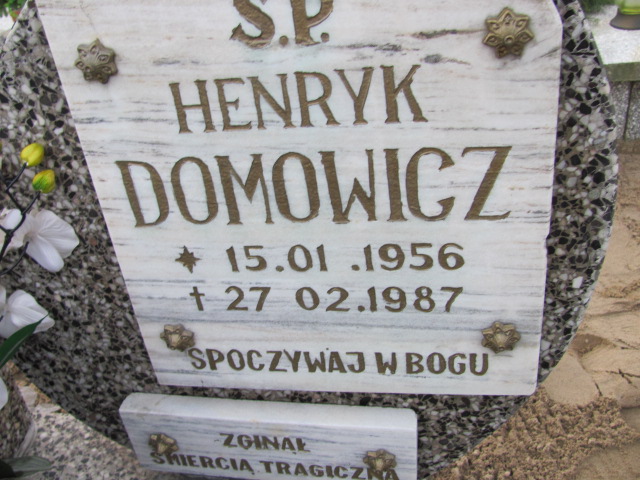 Ś.P.
HENRYK
DOMOWICZ
* 15.01.1956
† 27 02.1987
SPOCZYWAJ W BOGU
ZGINĄŁ
ŚMIERCIĄ TRAGICZNĄ